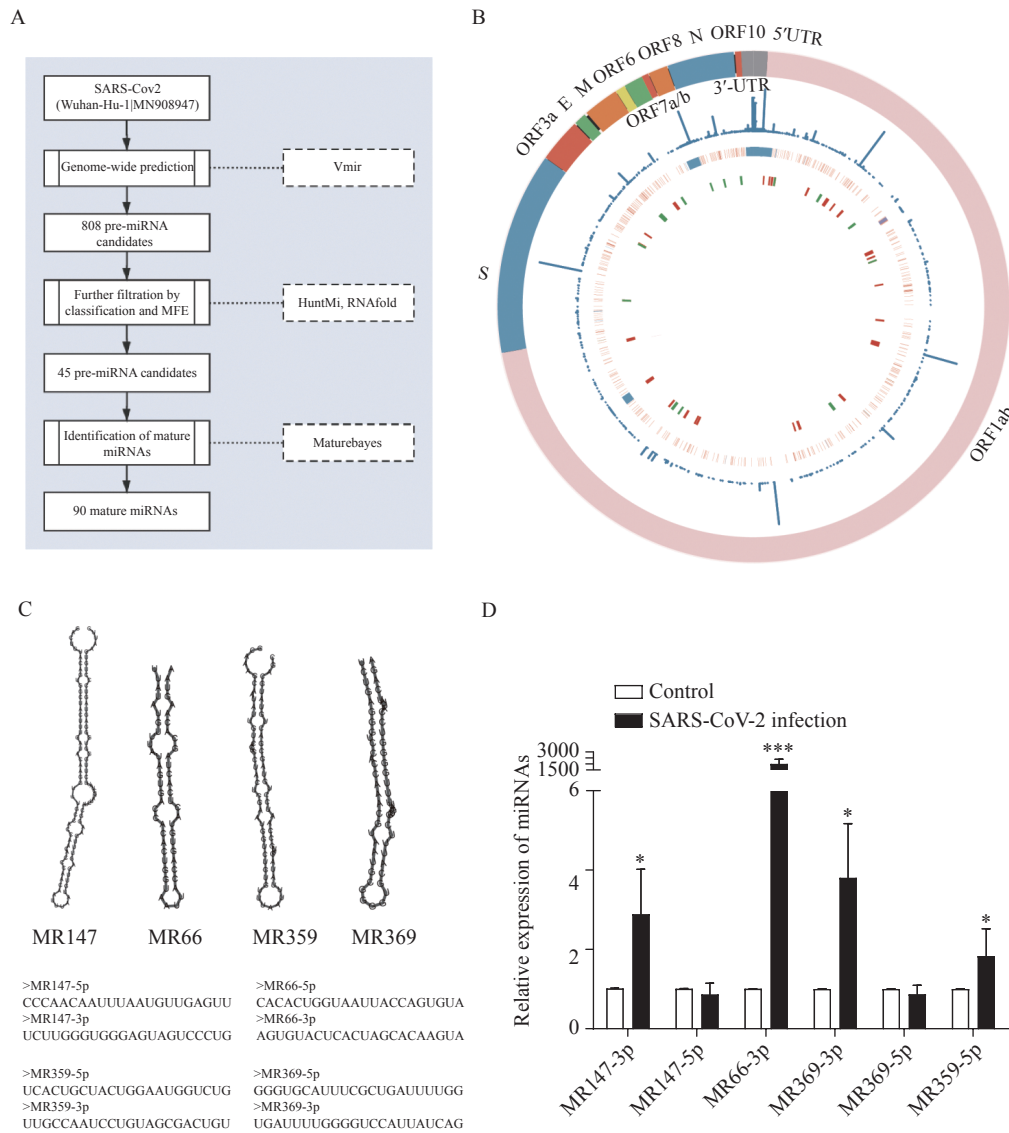 A
SARS-Cov2
(Wuhan-Hu-1|MN908947)
Genome-wide prediction
Vmir
808 pre-miRNA
candidates
Further filtration by
classification and MFE
HuntMi, RNAfold
45 pre-miRNA candidates
Identification of mature
miRNAs
Maturebayes
90 mature miRNAs
B
S
ORF3a
E
M
ORF6
ORF7a/b
ORF8
N
ORF10
3′-UTR
5′UTR
ORF1ab
C
MR147
MR66
MR359
MR369
>MR147-5p
CCCAACAAUUUAAUGUUGAGUU
>MR147-3p
UCUUGGGUGGGAGUAGUCCCUG
>MR66-5p
CACACUGGUAAUUACCAGUGUA
>MR66-3p
AGUGUACUCACUAGCACAAGUA
>MR359-5p
UCACUGCUACUGGAAUGGUCUG
>MR359-3p
UUGCCAAUCCUGUAGCGACUGU
>MR369-5p
GGGUGCAUUUCGCUGAUUUUGG
>MR369-3p
UGAUUUUGGGGUCCAUUAUCAG
D
Control
SARS-CoV-2 infection
Relative expression of miRNAs
3000
1500
6
4
2
0
*
***
*
*
MR147-3p
MR147-5p
MR66-3p
MR369-3p
MR369-5p
MR359-5p